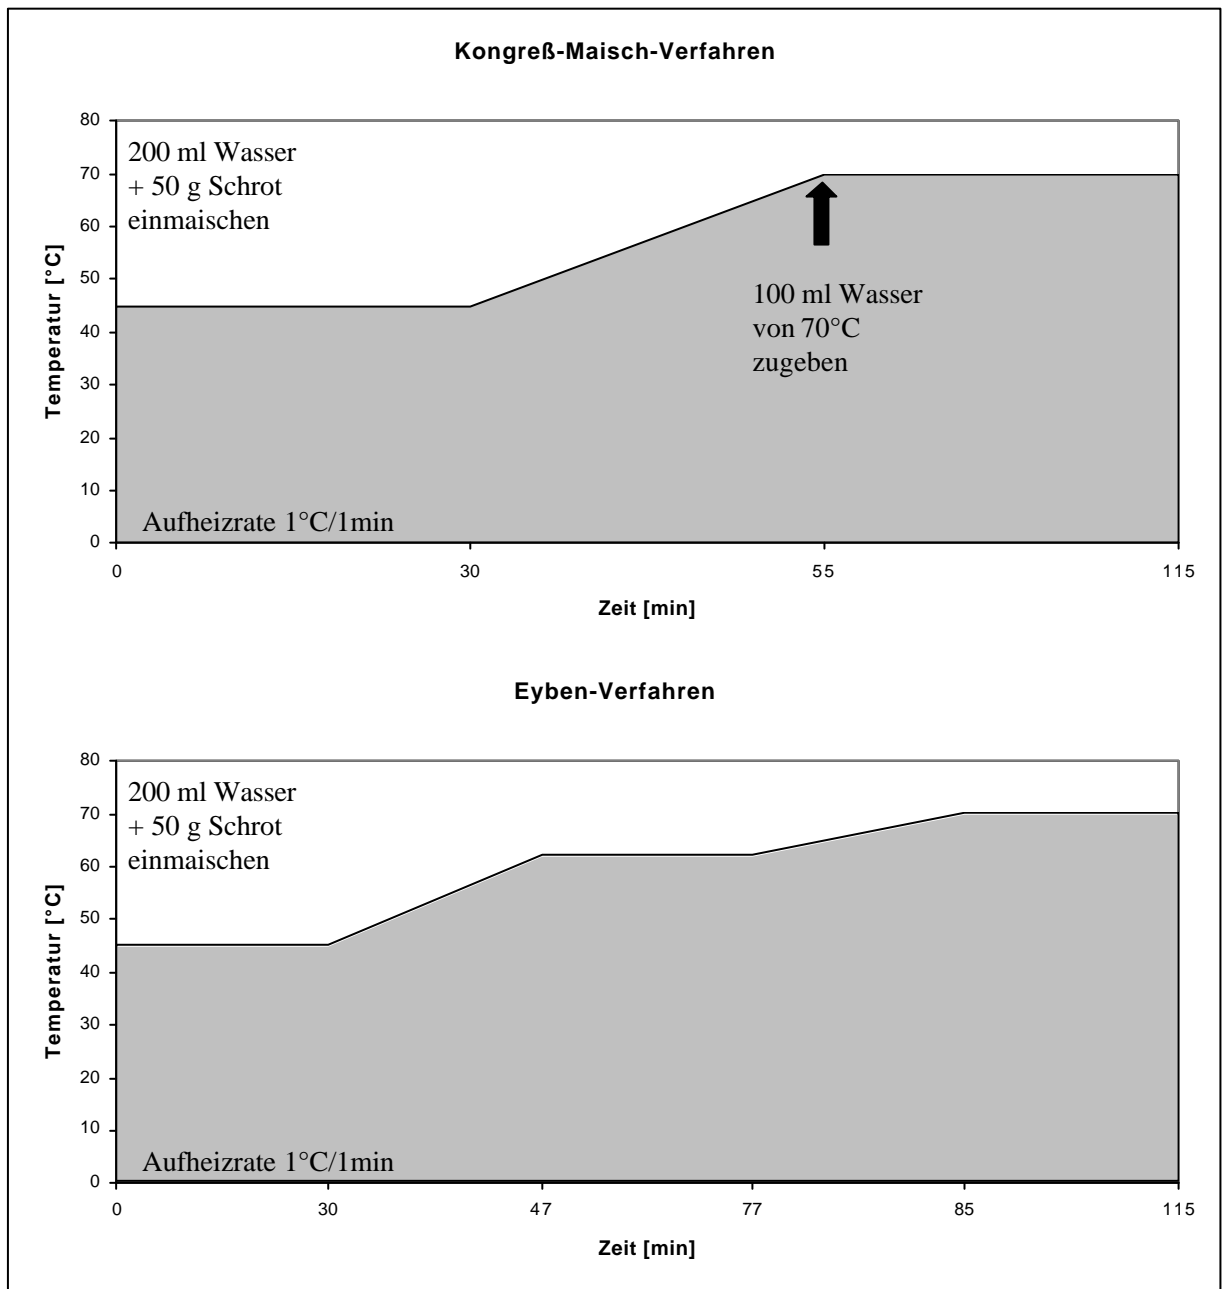 Kongreß-Maisch-Verfahren
80
70
60
50
40
30
20
10
0
Temperatur [°C]
200 ml Wasser
+ 50 g Schrot
einmaischen
100 ml Wasser
von 70°C
zugeben
Aufheizrate 1°C/1min
0 30 55 115
Zeit [min]
Eyben-Verfahren
80
70
60
50
40
30
20
10
0
Temperatur [°C]
200 ml Wasser
+ 50 g Schrot
einmaischen
Aufheizrate 1°C/1min
0 30 47 77 85 115
Zeit [min]